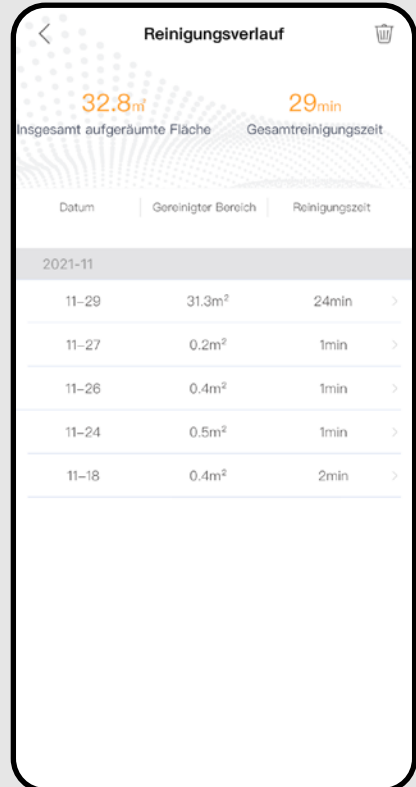 Reinigungsverlauf
32.8㎡ 29min
Insgesamt aufgeräumte Fläche Gesamtreinigungszeit
Datum Gereinigter Bereich Reinigungszeit
2021-11
11-29 31.3m² 24min
11-27 0.2m² 1min
11-26 0.4m² 1min
11-24 0.5m² 1min
11-18 0.4m² 2min